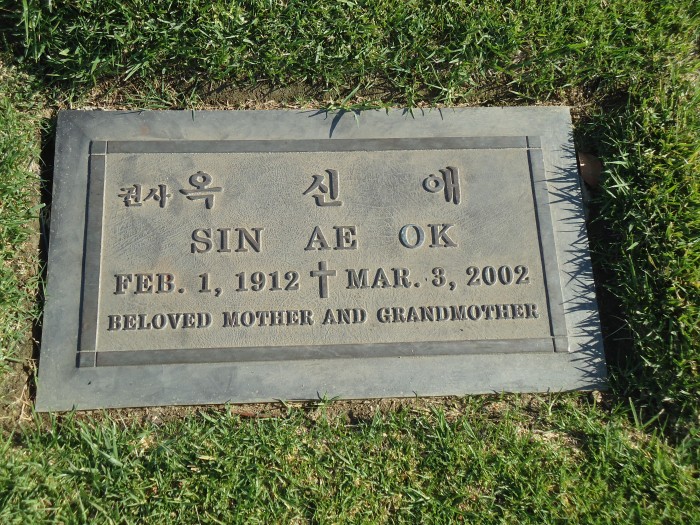 권사 옥 신 애
SIN AE OK
FEB. 1, 1912 MAR. 3, 2002
BELOVED MOTHER AND GRANDMOTHER